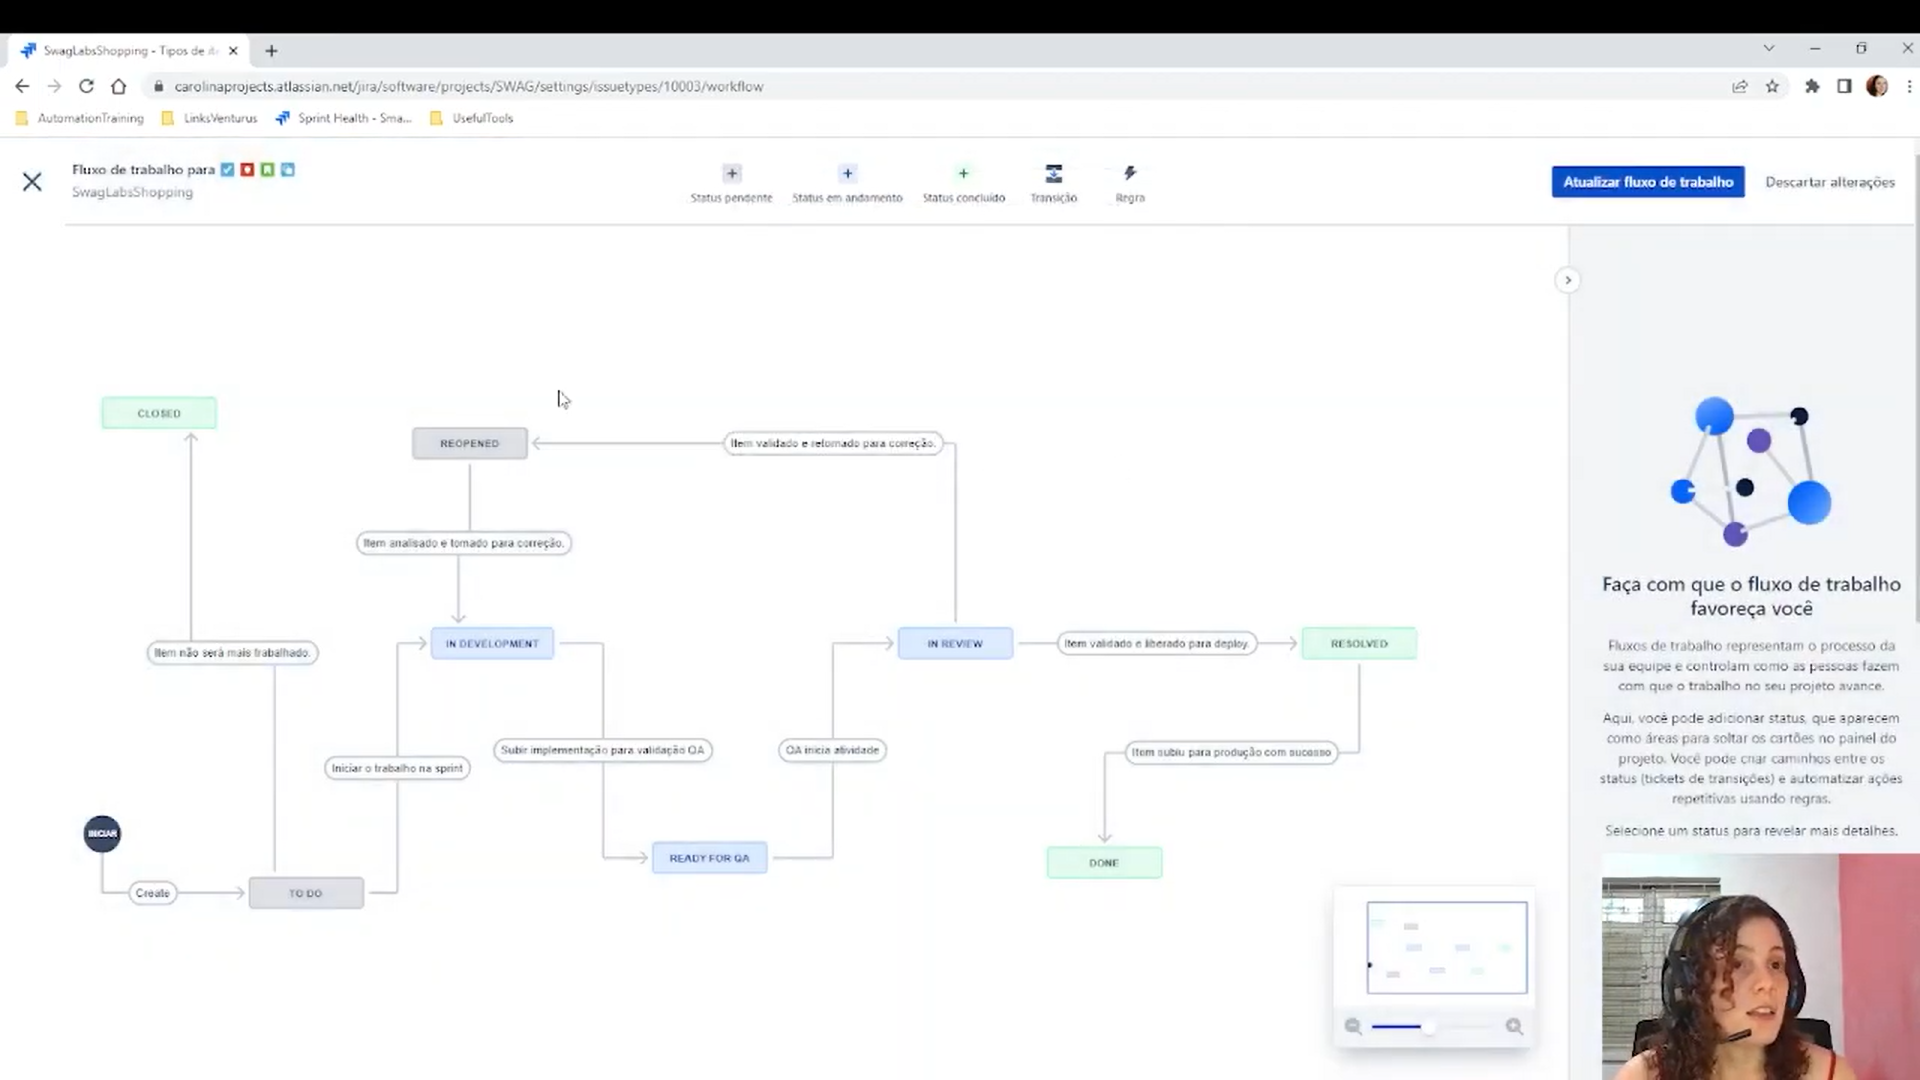 SwagLabsShopping - Tipos de
carolinaprojects.atlassian.net/jira/software/projects/SWAG/settings/issuetypes/10003/workflow
AutomationTraining
LinksVenturus
Sprint Health - Sma...
UsefulTools
Fluxo de trabalho para
SwagLabsShopping
Status pendente
Status em andamento
Status concluído
Transição
Regra
Atualizar fluxo de trabalho
Descartar alterações
CLOSED
REOPENED
Item validado e retornado para correção.
Item analisado e tomado para correção.
Item não será mais trabalhado.
IN DEVELOPMENT
IN REVIEW
Item validado e liberado para deploy.
RESOLVED
Iniciar o trabalho na sprint
Subir implementação para validação QA
QA inicia atividade
Item subiu para produção com sucesso
INICIAR
Create
TO DO
READY FOR QA
DONE
Faça com que o fluxo de trabalho
favoreça você
Fluxos de trabalho representam o processo da
sua equipe e controlam como as pessoas fazem
com que o trabalho no seu projeto avance.
Aqui, você pode adicionar status, que aparecem
como áreas para soltar os cartões no painel do
projeto. Você pode criar caminhos entre os
status (tickets de transições) e automatizar ações
repetitivas usando regras.
Selecione um status para revelar mais detalhes.